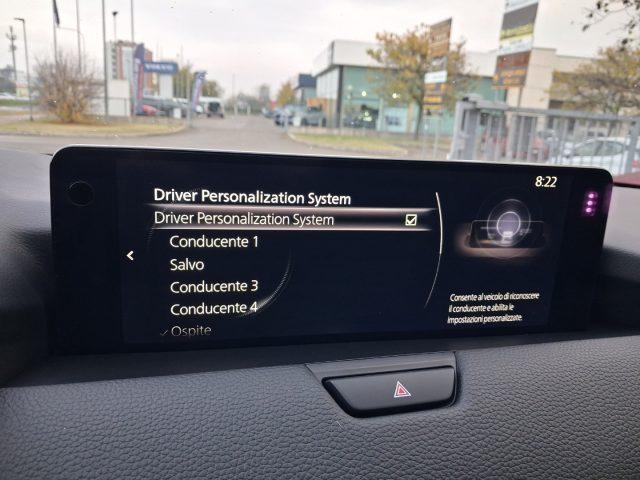 VOLVO
8:22
Driver Personalization System
Driver Personalization System
Conducente 1
Salvo
Conducente 3
Conducente 4
Ospite
Consente al veicolo di riconoscere
il conducente e abilita le
impostazioni personalizzate.